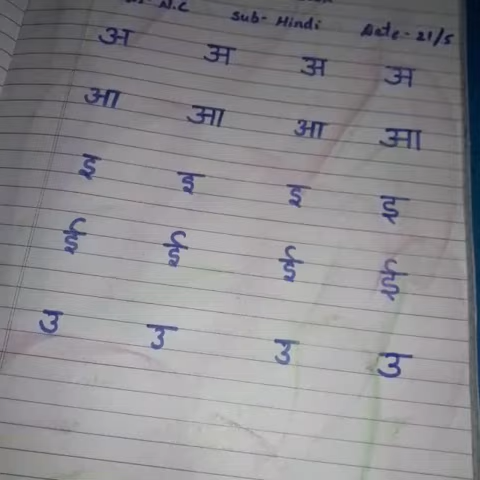 N.C Sub- Hindi Date- 21/5
अ अ अ अ
आ आ आ आ
इ इ इ इ
ई ई ई ई
उ उ उ उ